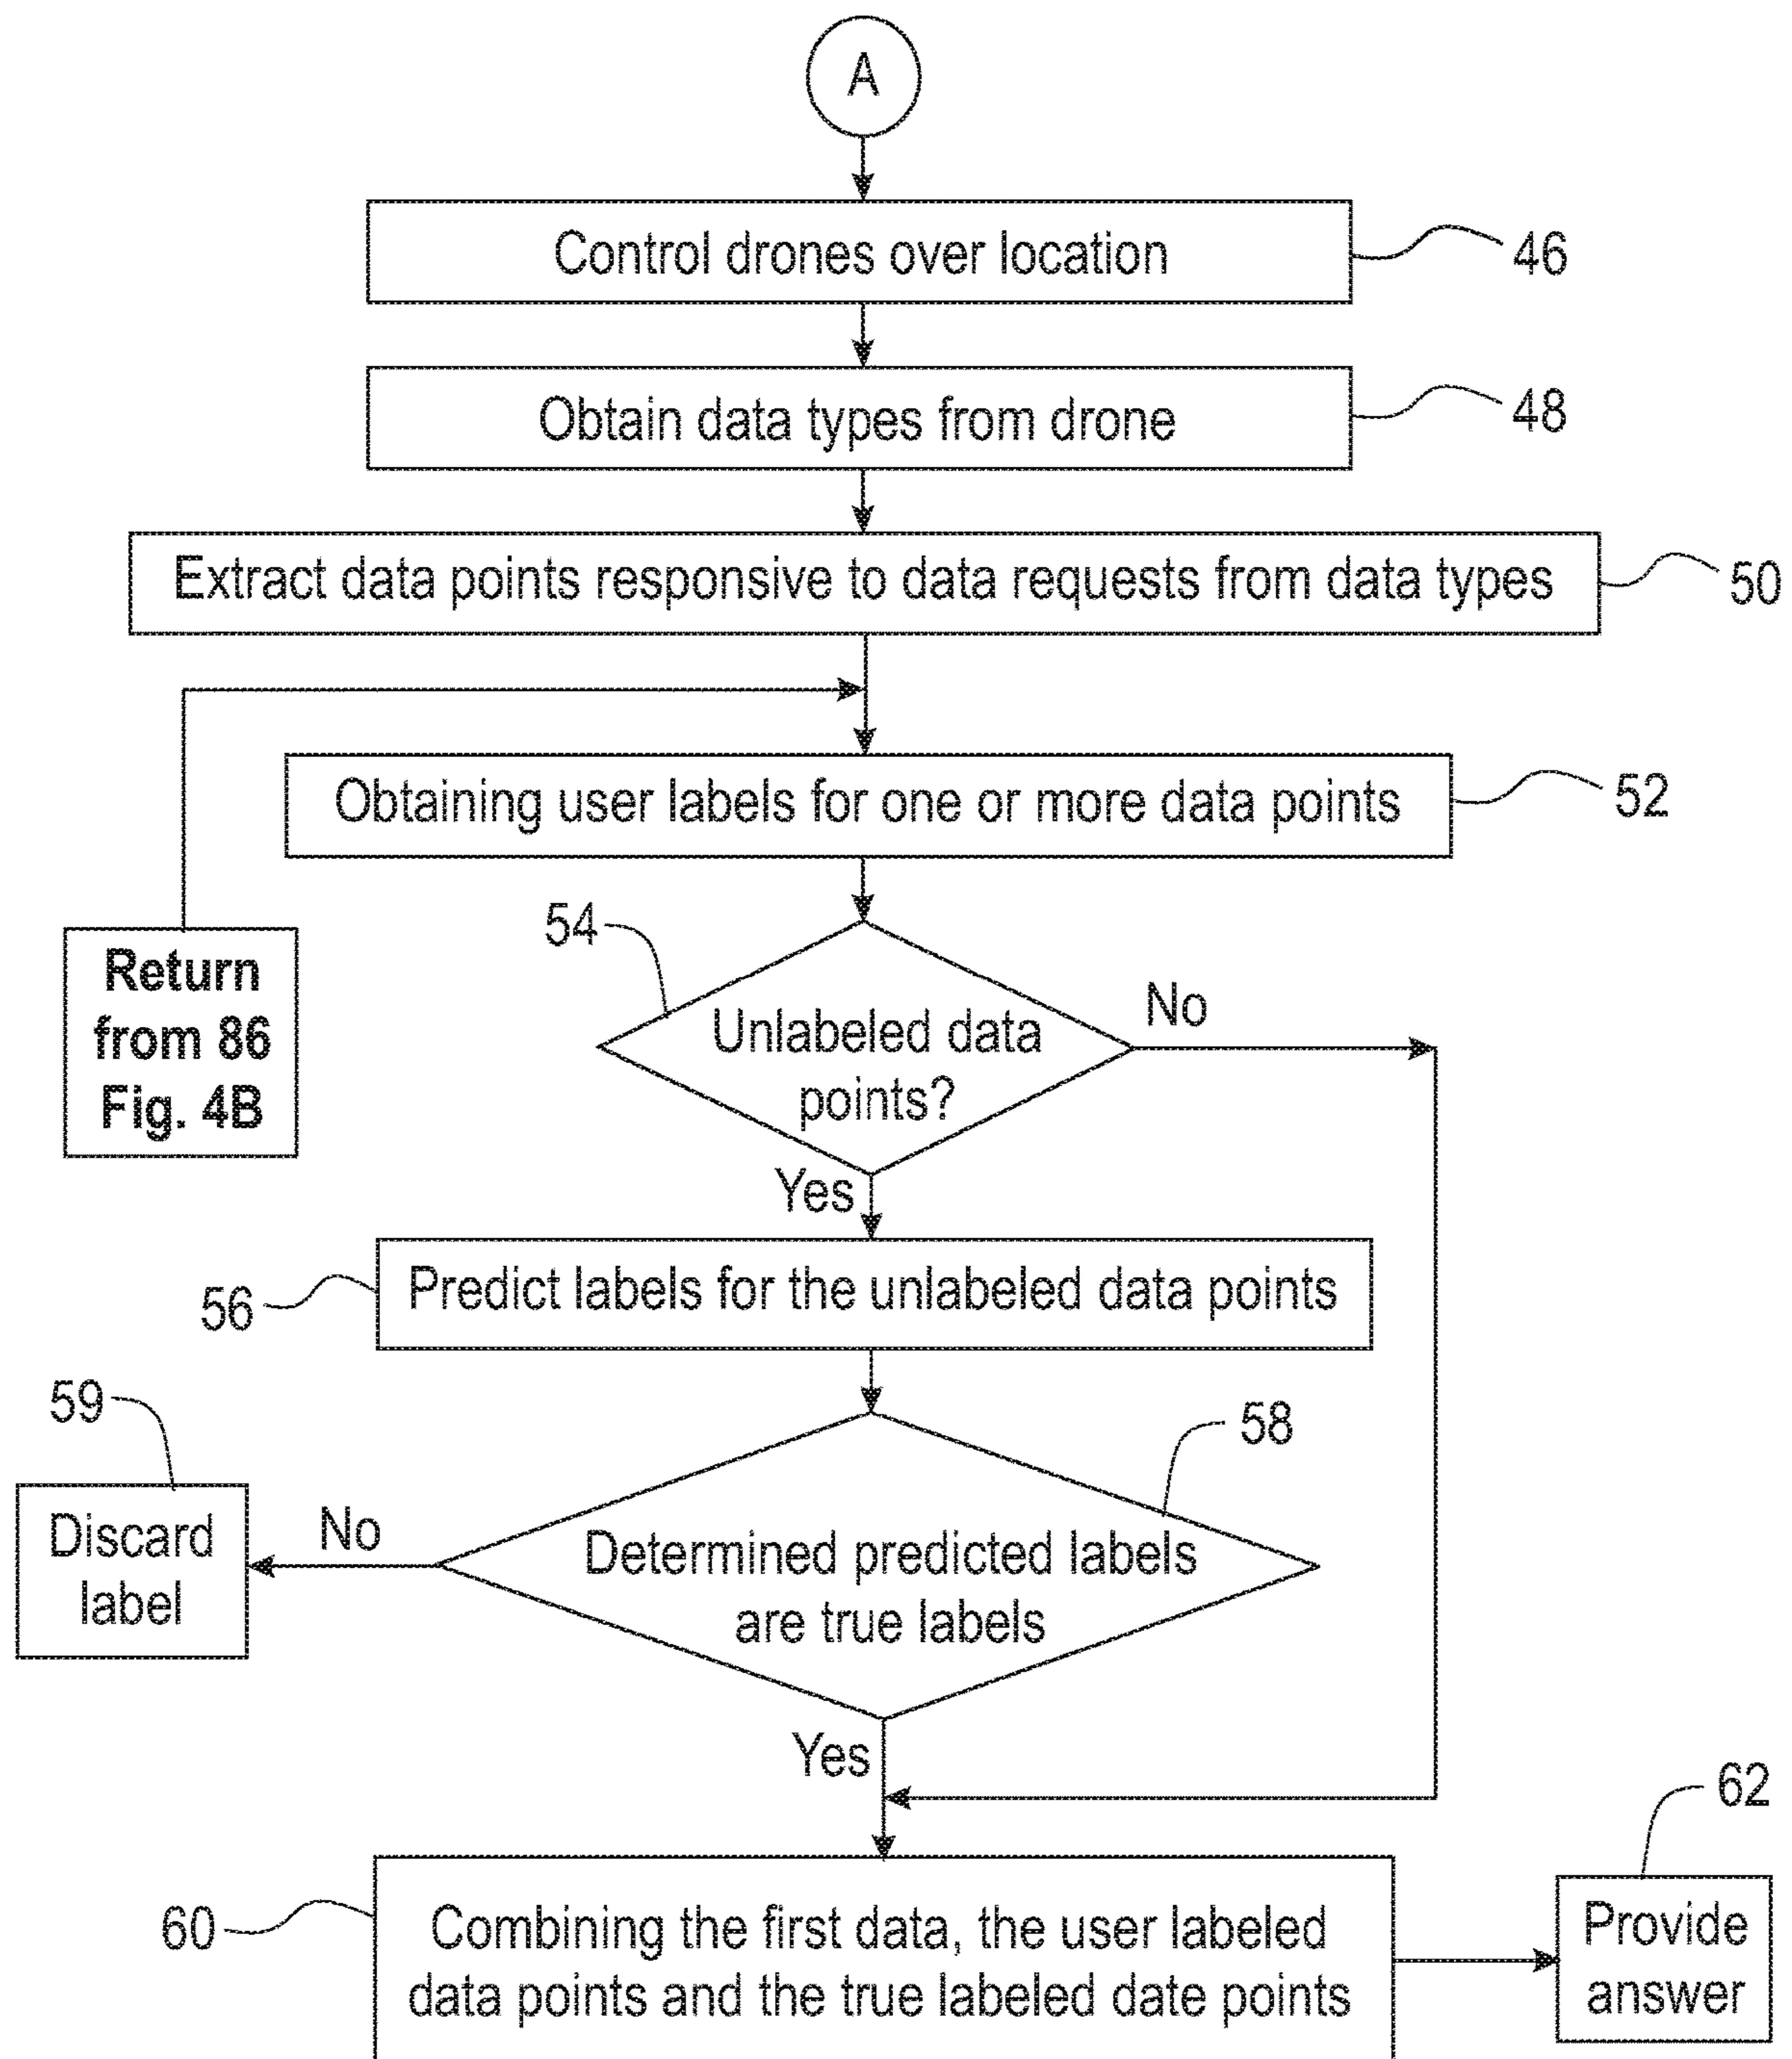 A
Control drones over location
46
Obtain data types from drone
48
Extract data points responsive to data requests from data types
50
Obtaining user labels for one or more data points
52
Return
from 86
Fig. 4B
54
Unlabeled data
points?
No
Yes
Predict labels for the unlabeled data points
56
59
Discard
label
No
58
Determined predicted labels
are true labels
Yes
60
Combining the first data, the user labeled
data points and the true labeled date points
62
Provide
answer